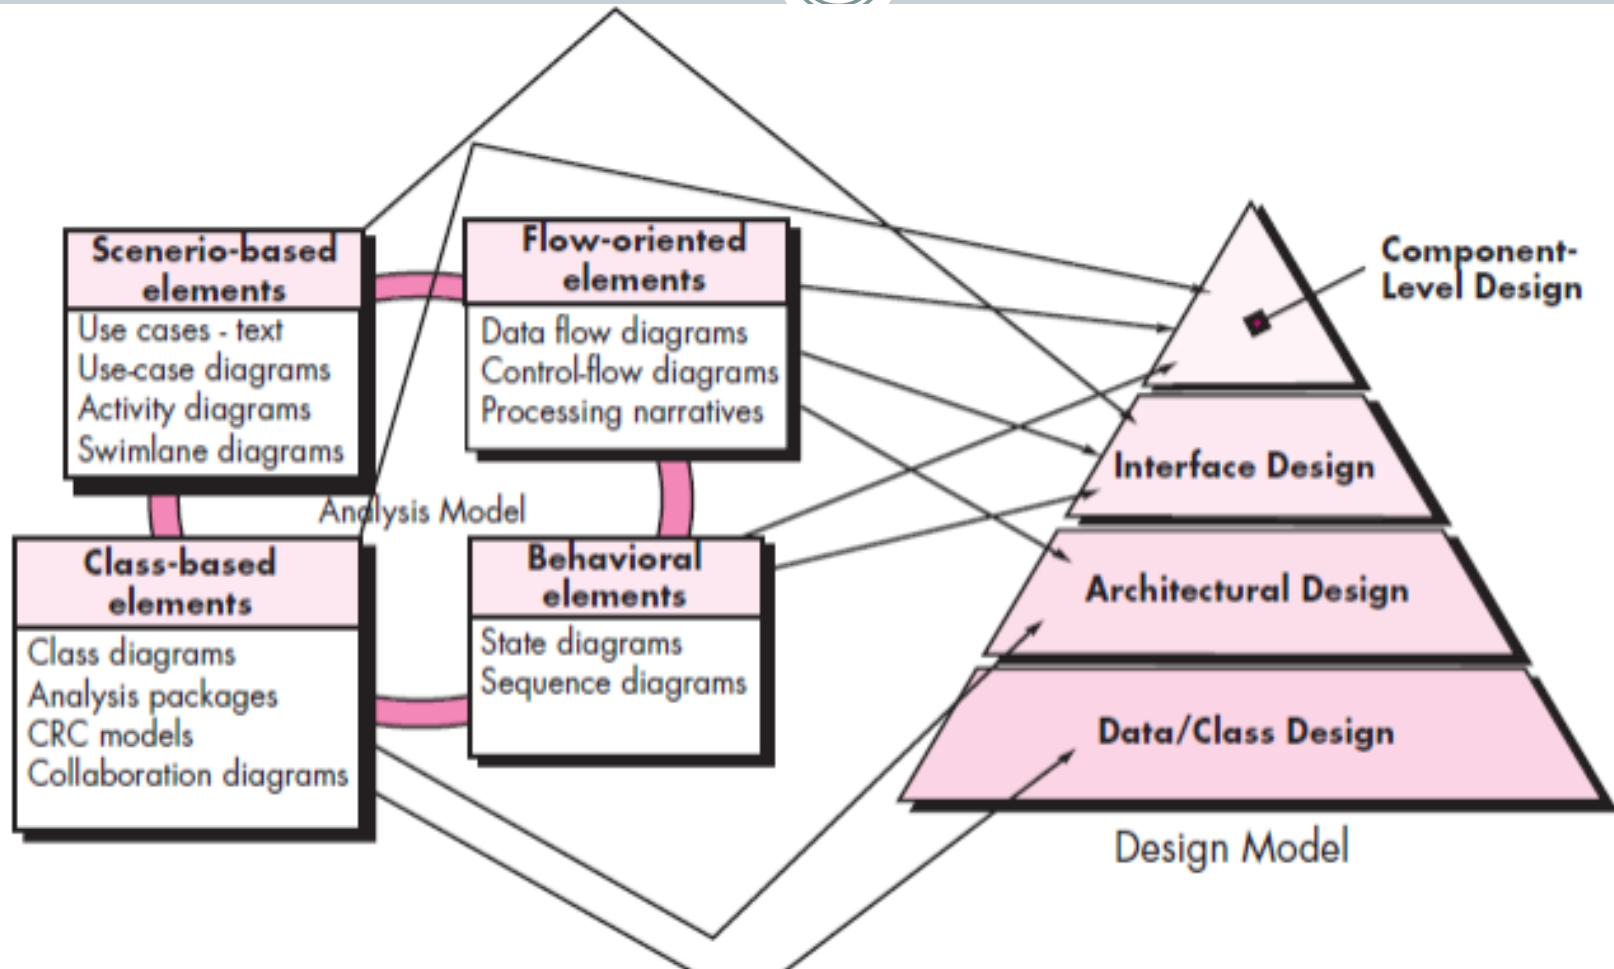 Scenerio-based
elements
Use cases - text
Use-case diagrams
Activity diagrams
Swimlane diagrams
Flow-oriented
elements
Data flow diagrams
Control-flow diagrams
Processing narratives
Analysis Model
Class-based
elements
Class diagrams
Analysis packages
CRC models
Collaboration diagrams
Behavioral
elements
State diagrams
Sequence diagrams
Component-
Level Design
Interface Design
Architectural Design
Data/Class Design
Design Model